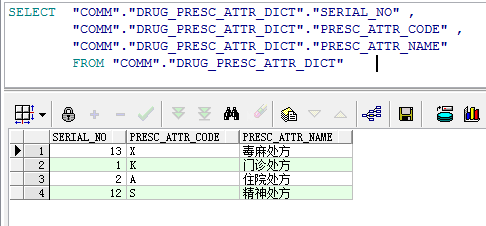 SELECT "COMM"."DRUG_PRESC_ATTR_DICT"."SERIAL_NO" ,
"COMM"."DRUG_PRESC_ATTR_DICT"."PRESC_ATTR_CODE" ,
"COMM"."DRUG_PRESC_ATTR_DICT"."PRESC_ATTR_NAME"
FROM "COMM"."DRUG_PRESC_ATTR_DICT"
SERIAL_NO PRESC_ATTR_CODE PRESC_ATTR_NAME
1 13 X 毒麻处方
2 1 K 门诊处方
3 2 A 住院处方
4 12 S 精神处方